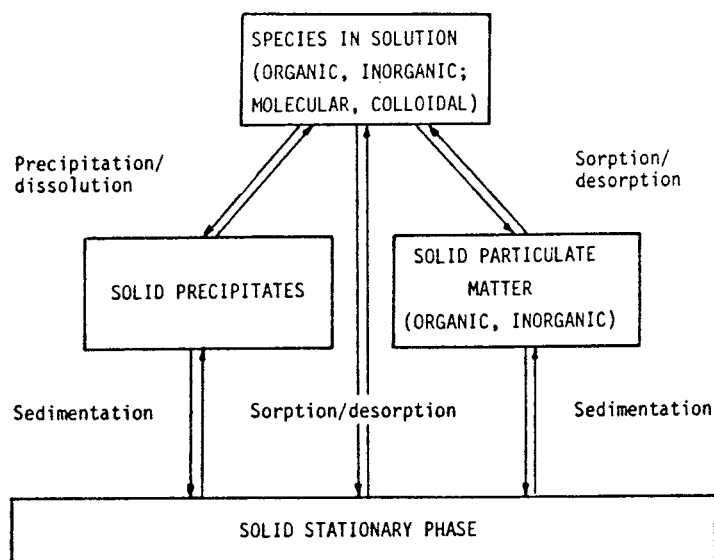 SPECIES IN SOLUTION
(ORGANIC, INORGANIC;
MOLECULAR, COLLOIDAL)
Precipitation/
dissolution
Sorption/
desorption
SOLID PRECIPITATES
SOLID PARTICULATE
MATTER
(ORGANIC, INORGANIC)
Sedimentation
Sorption/desorption
Sedimentation
SOLID STATIONARY PHASE